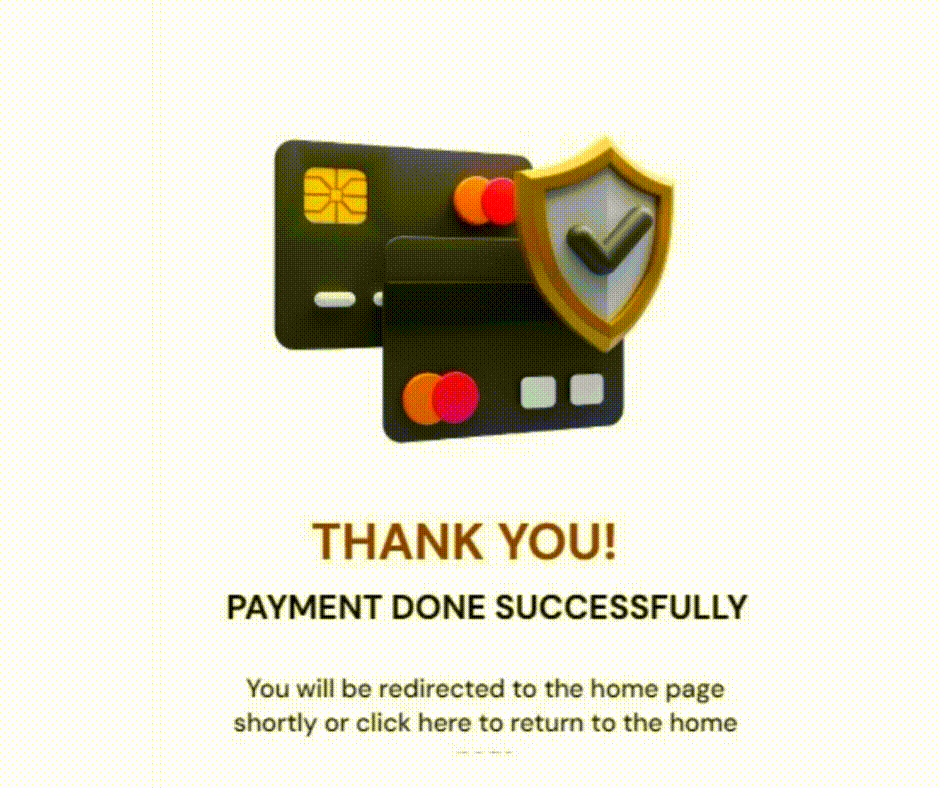 THANK YOU!
PAYMENT DONE SUCCESSFULLY
You will be redirected to the home page
shortly or click here to return to the home